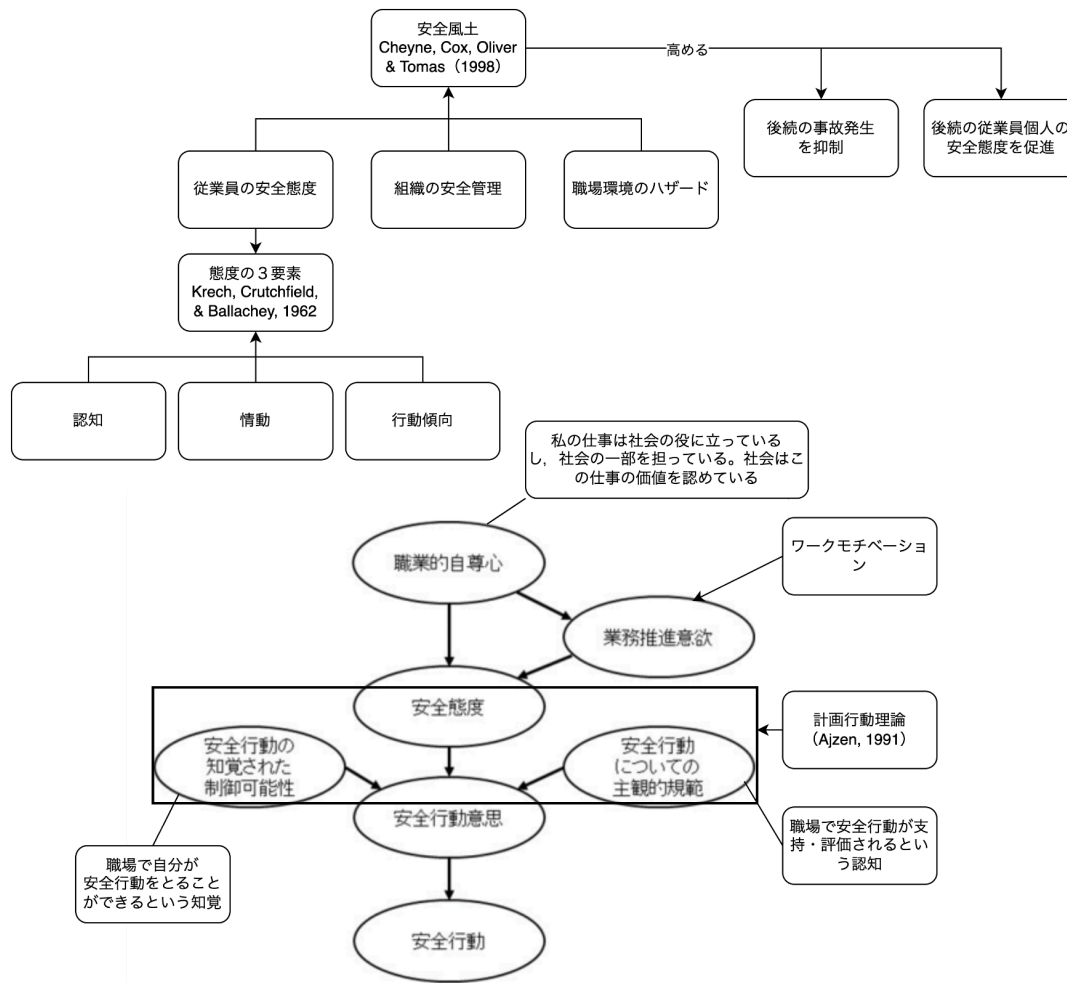 安全風土
Cheyne, Cox, Oliver
& Tomas（1998）
高める
後続の事故発生
を抑制
後続の従業員個人の
安全態度を促進
従業員の安全態度
組織の安全管理
職場環境のハザード
態度の３要素
Krech, Crutchfield,
& Ballachey, 1962
認知
情動
行動傾向
私の仕事は社会の役に立っている
し，社会の一部を担っている。社会はこ
の仕事の価値を認めている
職業的自尊心
ワークモチベーショ
ン
業務推進意欲
安全態度
計画行動理論
（Ajzen, 1991）
安全行動の
知覚された
制御可能性
安全行動
についての
主観的規範
安全行動意思
職場で安全行動が支
持・評価されるとい
う認知
職場で自分が
安全行動をとること
ができるという知覚
安全行動